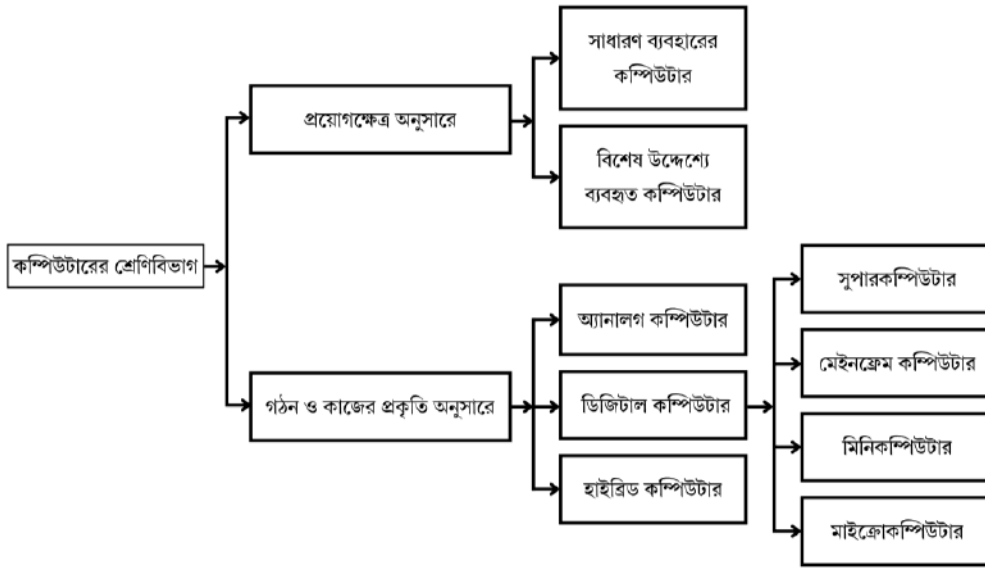 কম্পিউটারের শ্রেণিবিভাগ
প্রয়োগক্ষেত্র অনুসারে
সাধারণ ব্যবহারের
কম্পিউটার
বিশেষ উদ্দেশ্যে
ব্যবহৃত কম্পিউটার
গঠন ও কাজের প্রকৃতি অনুসারে
অ্যানালগ কম্পিউটার
ডিজিটাল কম্পিউটার
হাইব্রিড কম্পিউটার
সুপারকম্পিউটার
মেইনফ্রেম কম্পিউটার
মিনিকম্পিউটার
মাইক্রোকম্পিউটার